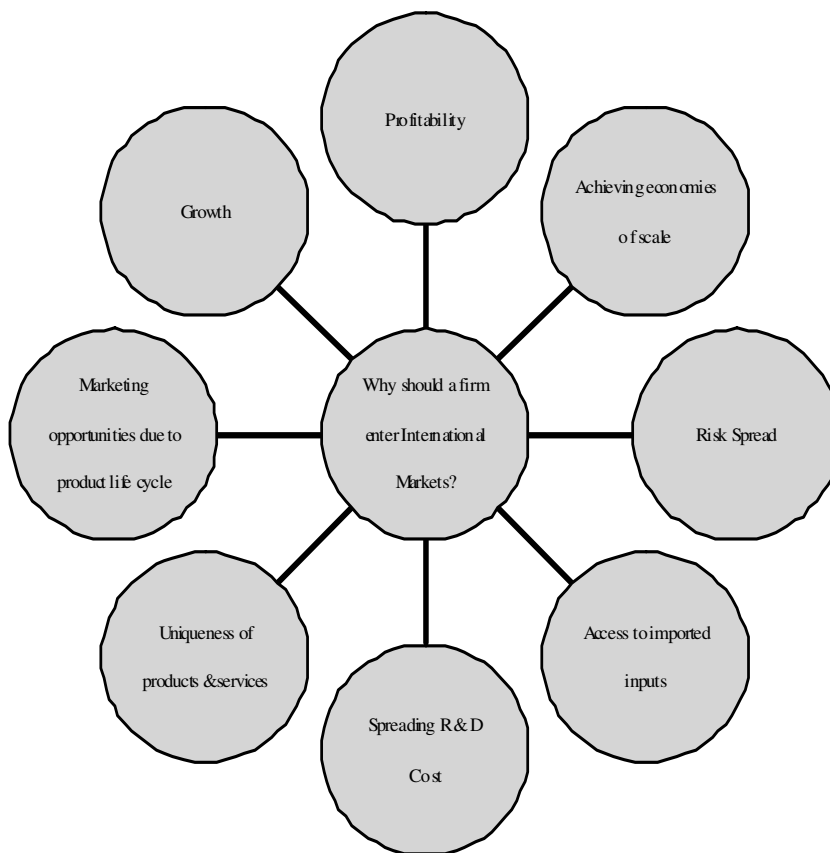 Profitability
Achieving economies
of scale
Growth
Marketing
opportunities due to
product life cycle
Why should a firm
enter International
Markets?
Risk Spread
Uniqueness of
products & services
Access to imported
inputs
Spreading R & D
Cost